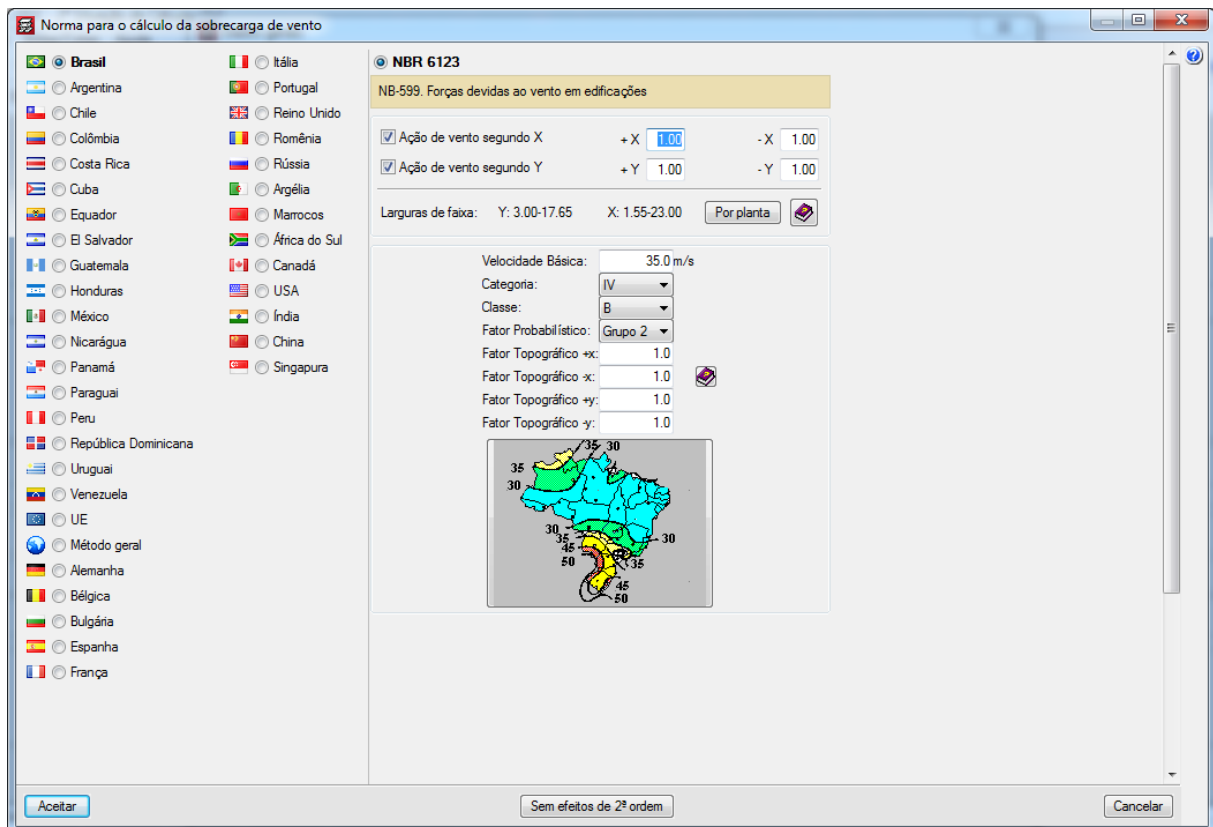 Norma para o cálculo da sobrecarga de vento
Brasil
Argentina
Chile
Colômbia
Costa Rica
Cuba
Equador
El Salvador
Guatemala
Honduras
México
Nicarágua
Panamá
Paraguai
Peru
República Dominicana
Uruguai
Venezuela
UE
Método geral
Alemanha
Bélgica
Bulgária
Espanha
França
Itália
Portugal
Reino Unido
Romênia
Rússia
Argélia
Marrocos
África do Sul
Canadá
USA
Índia
China
Singapura
NBR 6123
NB-599. Forças devidas ao vento em edificações
Ação de vento segundo X +X 1.00 -X 1.00
Ação de vento segundo Y +Y 1.00 -Y 1.00
Larguras de faixa: Y: 3.00-17.65 X: 1.55-23.00 Por planta
Velocidade Básica: 35.0 m/s
Categoria: IV
Classe: B
Fator Probabilístico: Grupo 2
Fator Topográfico +x: 1.0
Fator Topográfico -x: 1.0
Fator Topográfico +y: 1.0
Fator Topográfico -y: 1.0
35 30
35
30
30
35
45
50
30
35
45
50
Aceitar
Sem efeitos de 2ª ordem
Cancelar